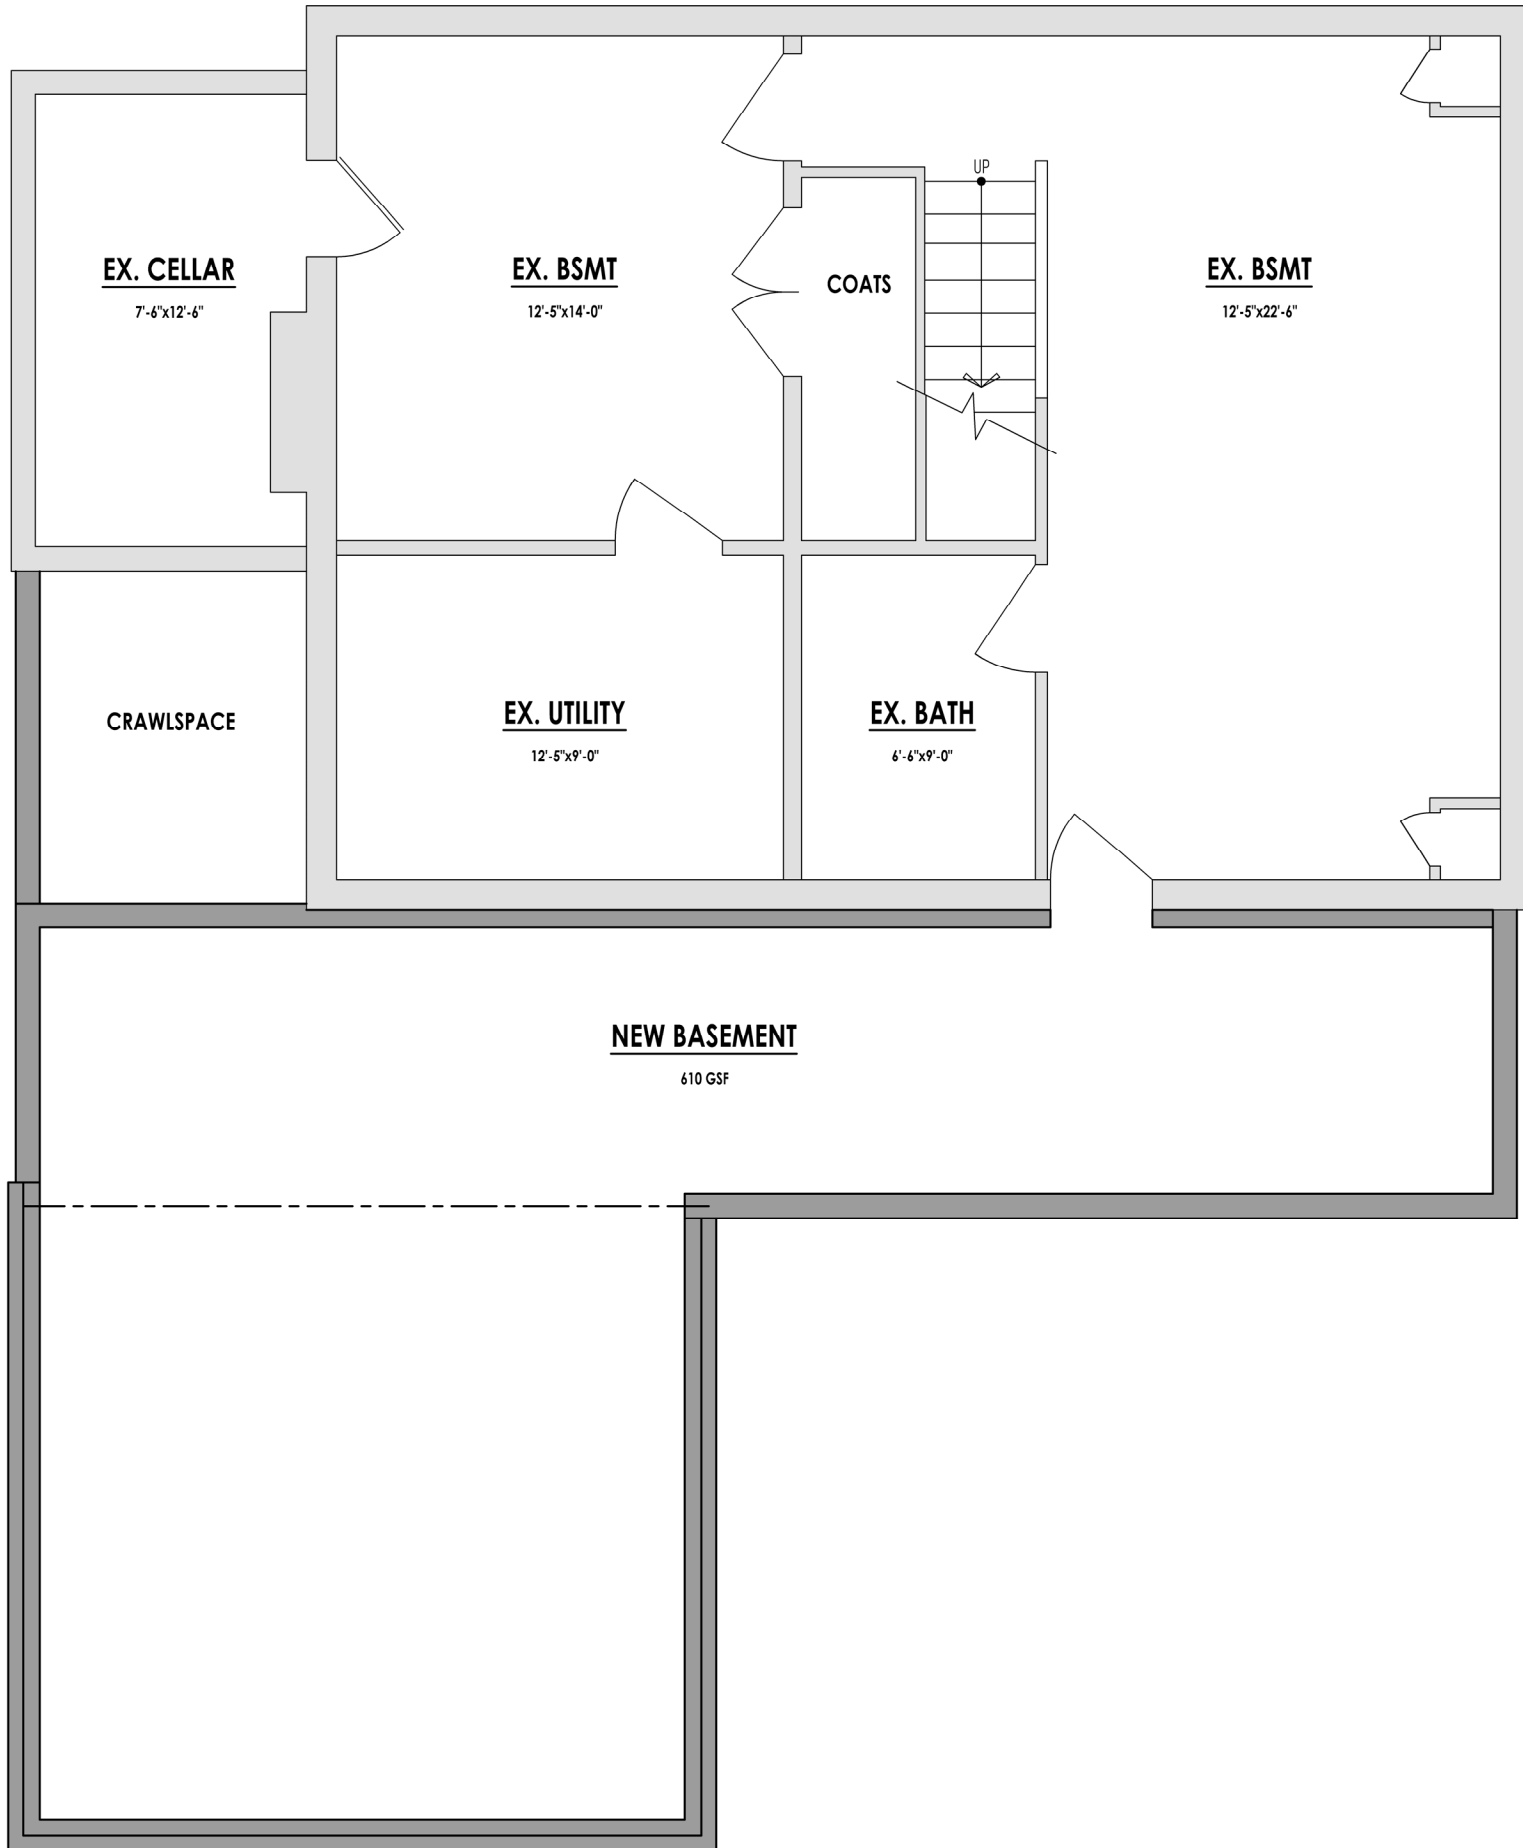 UP
EX. CELLAR
7'-6"x12'-6"
EX. BSMT
12'-5"x14'-0"
COATS
EX. BSMT
12'-5"x22'-6"
CRAWLSPACE
EX. UTILITY
12'-5"x9'-0"
EX. BATH
6'-6"x9'-0"
NEW BASEMENT
610 GSF